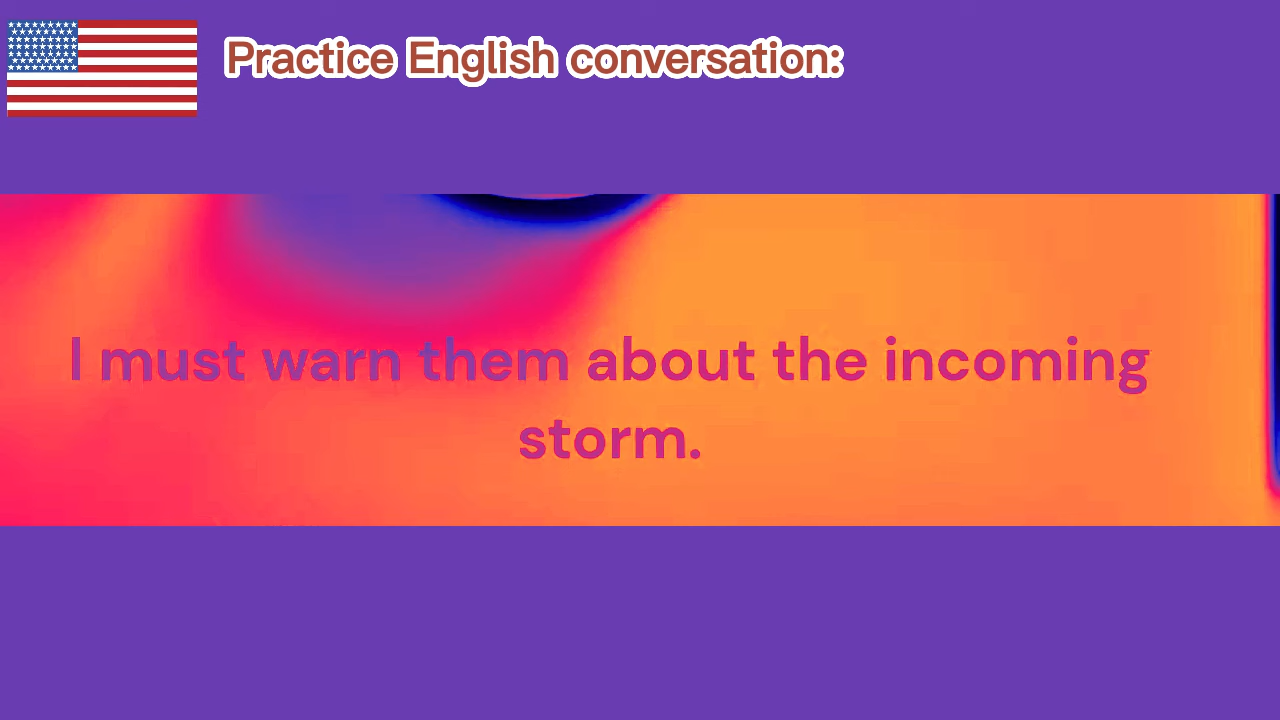 Practice English conversation:
I must warn them about the incoming
storm.